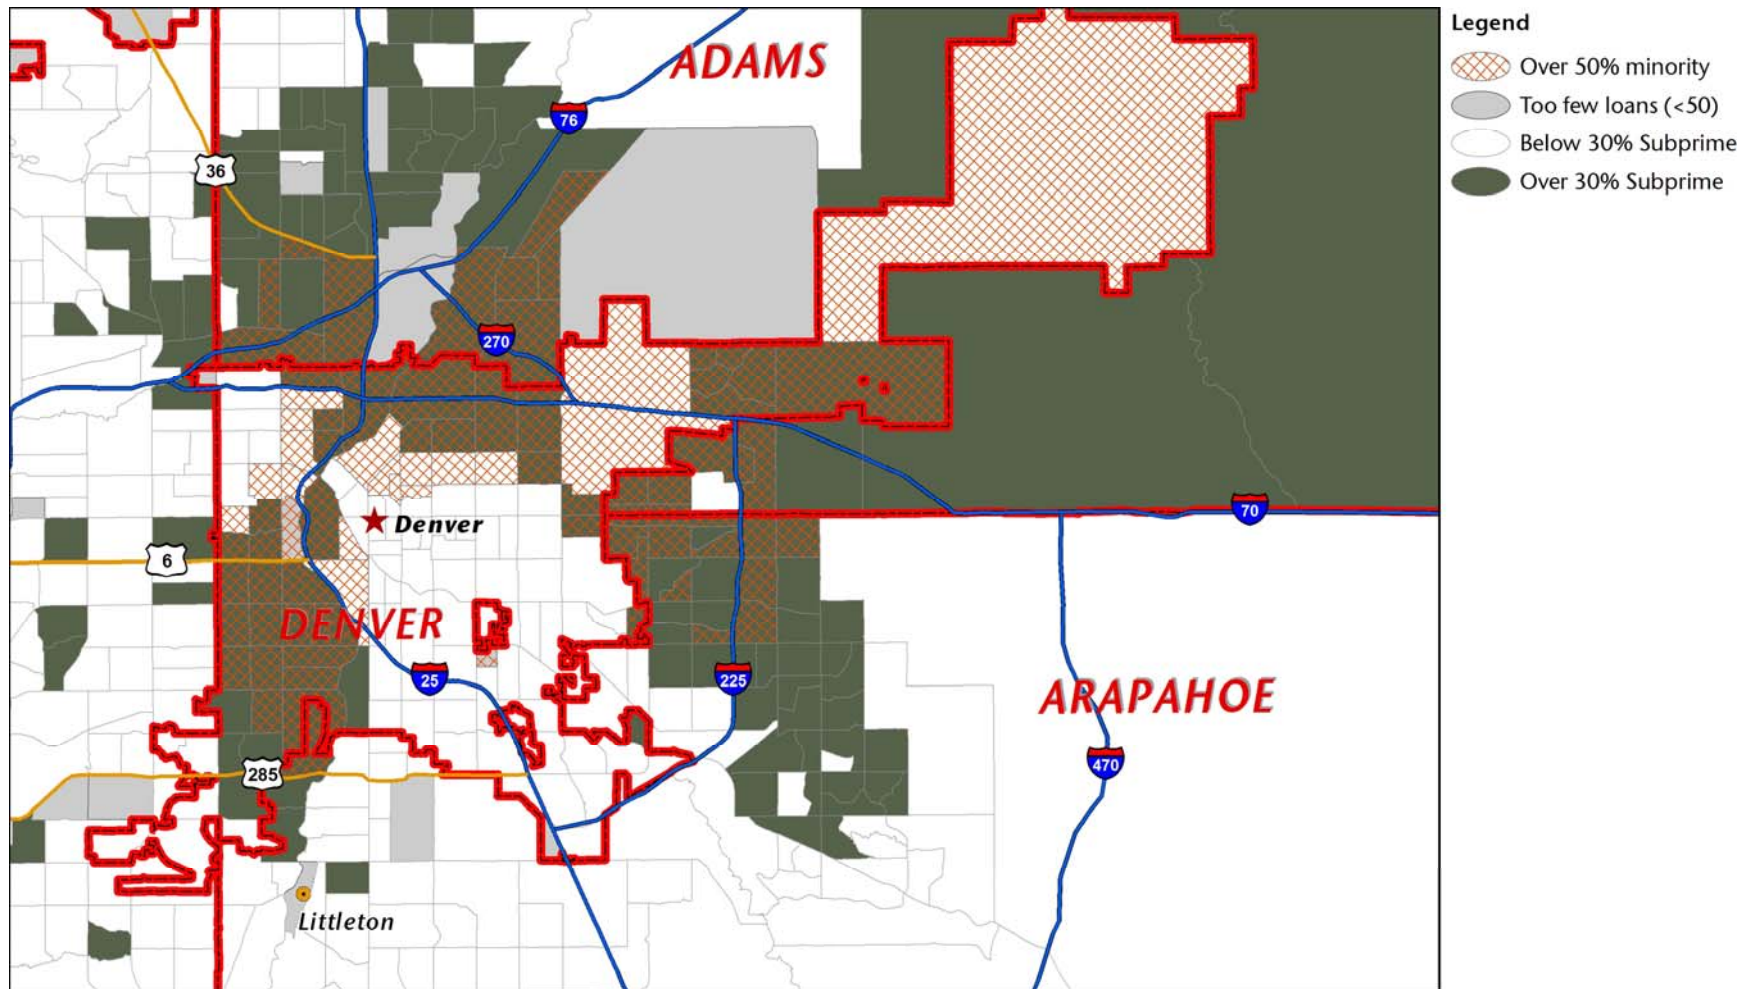 Legend
Over 50% minority
Too few loans (<50)
Below 30% Subprime
Over 30% Subprime
ADAMS
76
36
270
70
Denver
6
DENVER
25
225
ARAPAHOE
470
285
Littleton